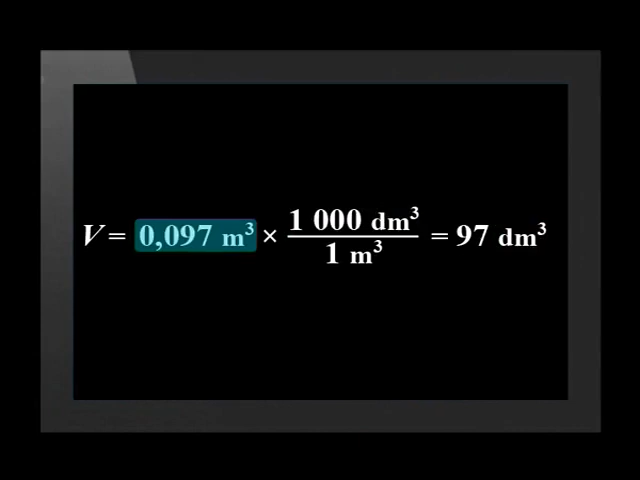 V = 0,097 m³ × 1 000 dm³ / 1 m³ = 97 dm³